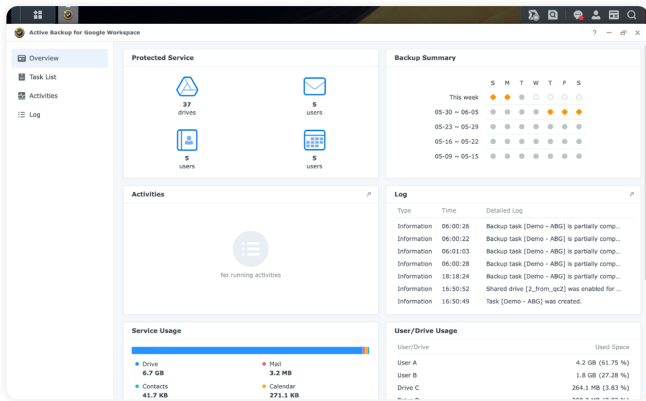 Active Backup for Google Workspace
Overview
Task List
Activities
Log
Protected Service
37
drives
5
users
5
users
5
users
Backup Summary
S M T W T F S
This week
05-30 ~ 06-05
05-23 ~ 05-29
05-16 ~ 05-22
05-09 ~ 05-15
Activities
No running activities
Log
Type Time Detailed Log
Information 06:00:26 Backup task [Demo - ABG] is partially comp...
Information 06:00:22 Backup task [Demo - ABG] is partially comp...
Information 06:01:03 Backup task [Demo - ABG] is partially comp...
Information 06:00:28 Backup task [Demo - ABG] is partially comp...
Information 18:18:24 Backup task [Demo - ABG] is partially comp...
Information 16:50:52 Shared drive [2_from_qc2] was enabled for ...
Information 16:50:49 Task [Demo - ABG] was created.
Service Usage
Drive
6.7 GB
Mail
3.2 MB
Contacts
41.7 KB
Calendar
271.1 KB
User/Drive Usage
User/Drive Used Space
User A 4.2 GB (61.75 %)
User B 1.8 GB (27.28 %)
Drive C 264.1 MB (3.83 %)